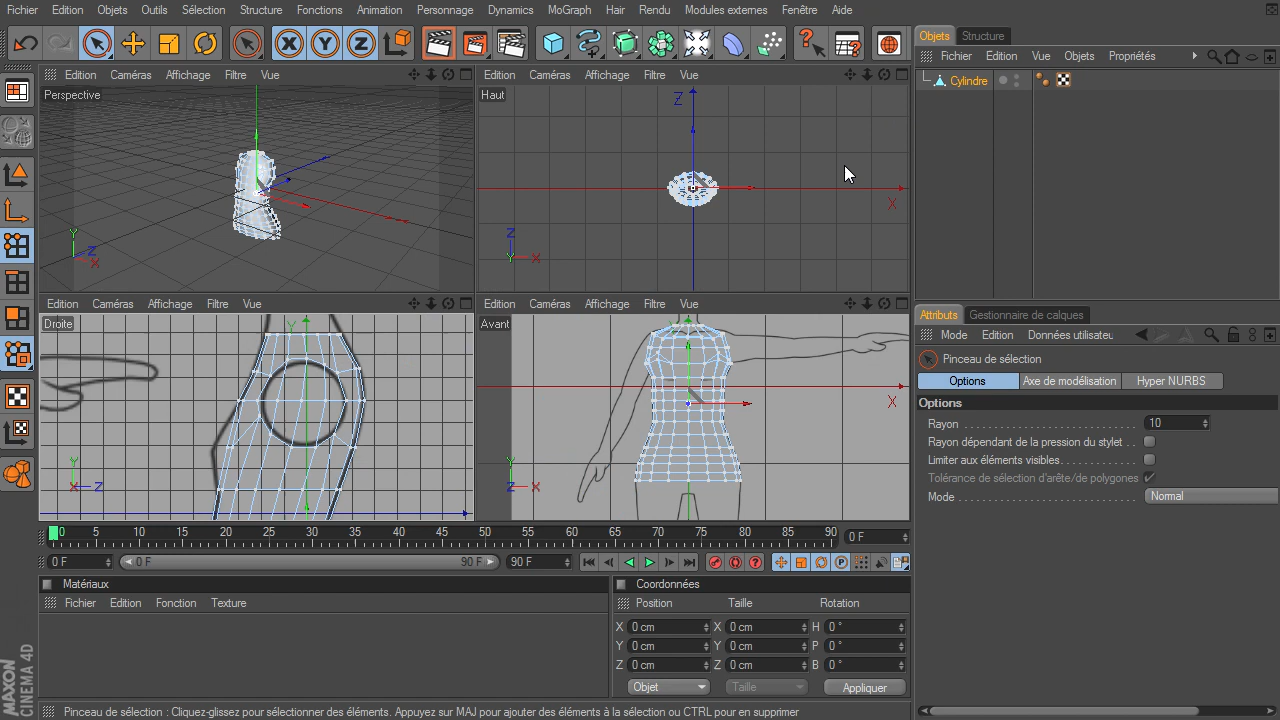 Fichier Edition Objets Outils Sélection Structure Fonctions Animation Personnage Dynamics MoGraph Hair Rendu Modules externes Fenêtre Aide
X Y Z
Edition Caméras Affichage Filtre Vue
Perspective
Y
Z
X
Edition Caméras Affichage Filtre Vue
Haut
Z
X
Z
Y X
Edition Caméras Affichage Filtre Vue
Droite
Y
Y
X Z
Edition Caméras Affichage Filtre Vue
Avant
Y
X
Y
Z X
0 5 10 15 20 25 30 35 40 45 50 55 60 65 70 75 80 85 90
0 F
0 F 0 F 90 F 90 F
Matériaux
Fichier Edition Fonction Texture
Coordonnées
Position Taille Rotation
X 0 cm X 0 cm H 0 °
Y 0 cm Y 0 cm P 0 °
Z 0 cm Z 0 cm B 0 °
Objet Taille Appliquer
MAXON
CINEMA 4D
Pinceau de sélection : Cliquez-glissez pour sélectionner des éléments. Appuyez sur MAJ pour ajouter des éléments à la sélection ou CTRL pour en supprimer
Objets Structure
Fichier Edition Vue Objets Propriétés
Cylindre
Attributs Gestionnaire de calques
Mode Edition Données utilisateu
Pinceau de sélection
Options Axe de modélisation Hyper NURBS
Options
Rayon 10
Rayon dépendant de la pression du stylet
Limiter aux éléments visibles
Tolérance de sélection d'arête/de polygones
Mode Normal